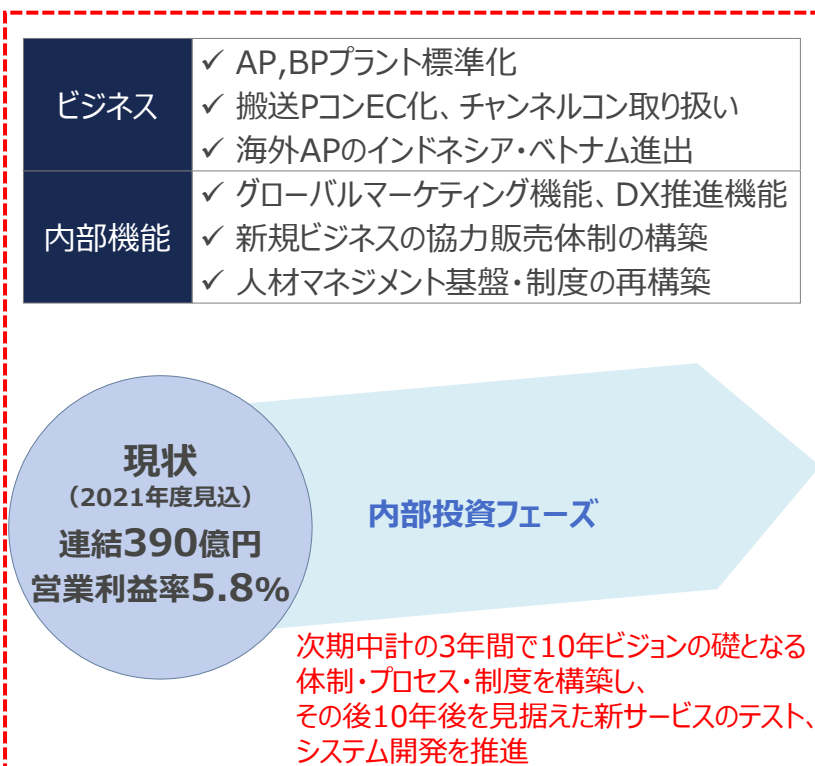 ビジネス
✓ AP,BPプラント標準化
✓ 搬送PコンEC化、チャンネルコン取り扱い
✓ 海外APのインドネシア・ベトナム進出
内部機能
✓ グローバルマーケティング機能、DX推進機能
✓ 新規ビジネスの協力販売体制の構築
✓ 人材マネジメント基盤・制度の再構築
現状
（2021年度見込）
連結390億円
営業利益率5.8%
内部投資フェーズ
次期中計の3年間で10年ビジョンの礎となる
体制・プロセス・制度を構築し、
その後10年後を見据えた新サービスのテスト、
システム開発を推進